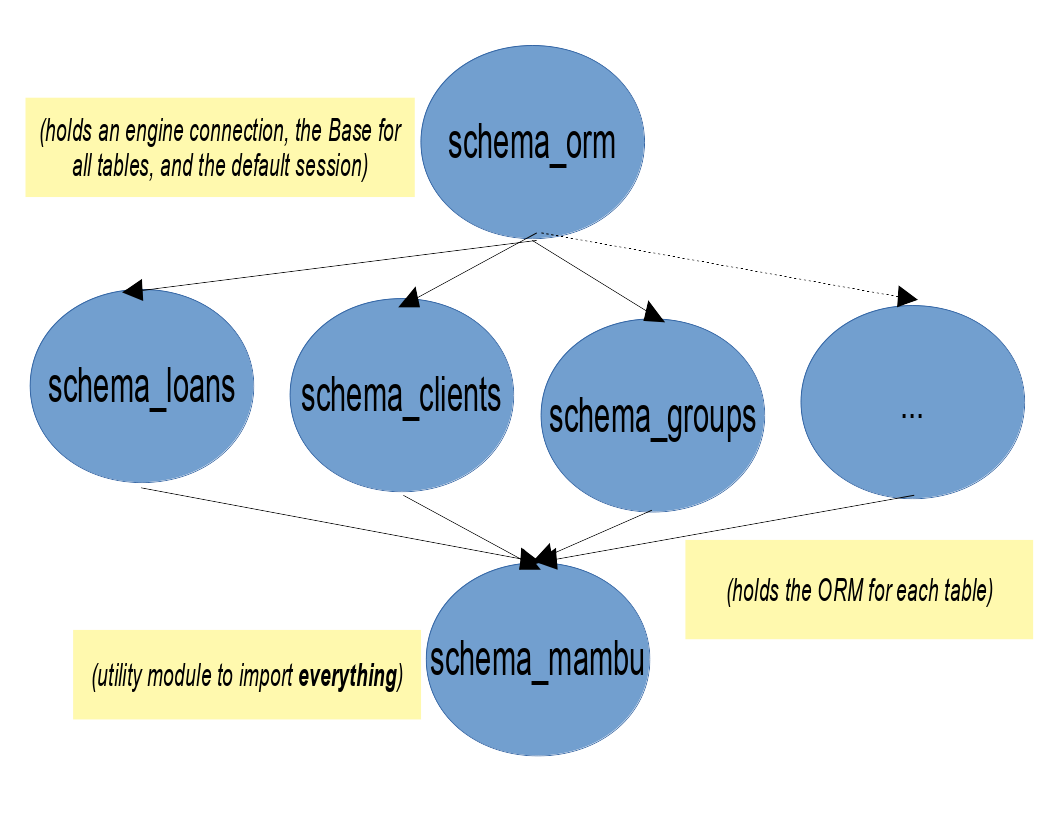 schema_orm
(holds an engine connection, the Base for
all tables, and the default session)
schema_loans
schema_clients
schema_groups
...
(holds the ORM for each table)
schema_mambu
(utility module to import everything)